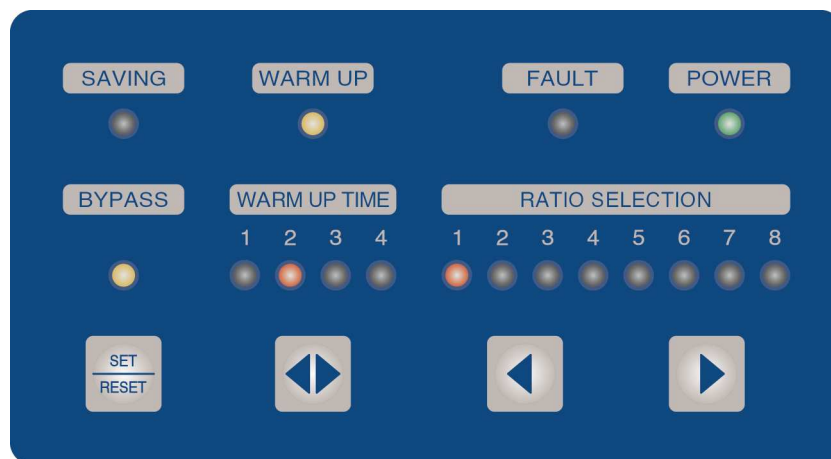 SAVING WARM UP FAULT POWER
BYPASS WARM UP TIME RATIO SELECTION
1 2 3 4 1 2 3 4 5 6 7 8
SET
RESET